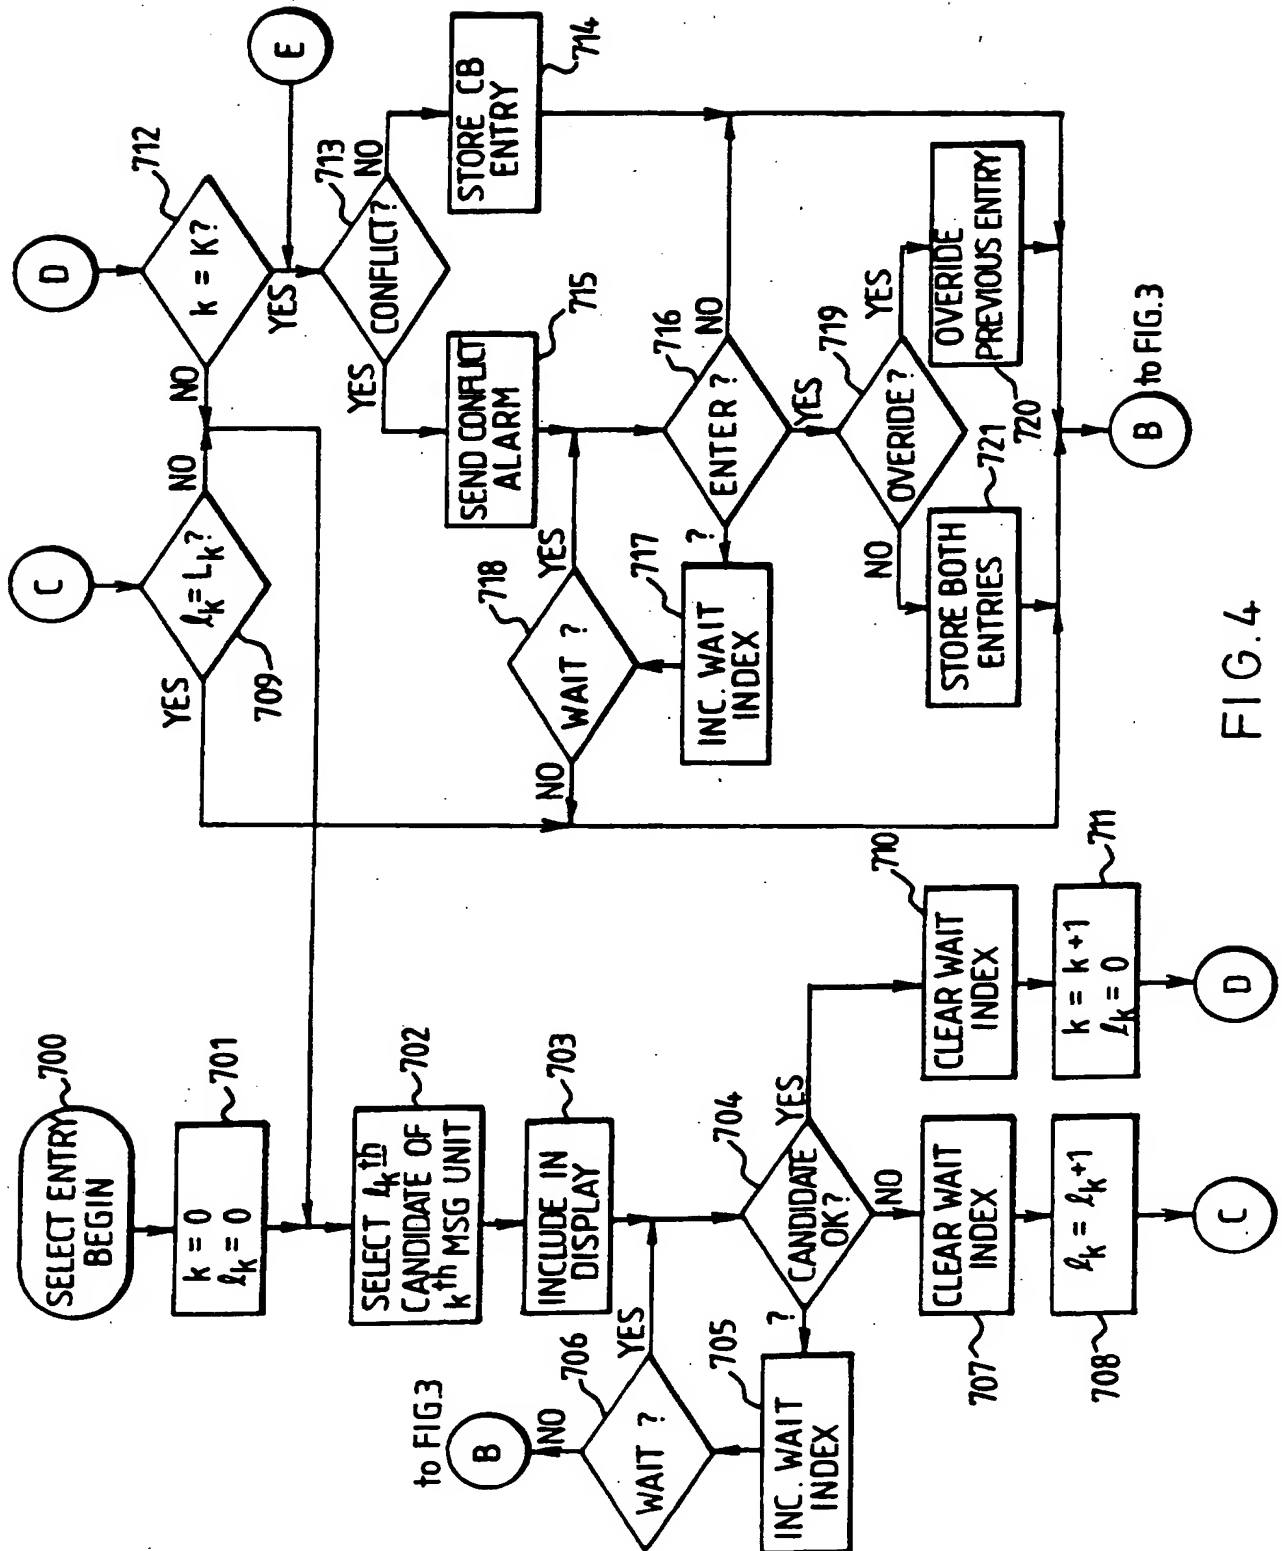 SELECT ENTRY
BEGIN
700
k = 0
ℓk = 0
701
SELECT ℓk th
CANDIDATE OF
kth MSG UNIT
702
INCLUDE IN
DISPLAY
703
CANDIDATE
OK?
704
YES
NO
?
INC. WAIT
INDEX
705
WAIT ?
706
YES
NO
to FIG.3
B
CLEAR WAIT
INDEX
707
ℓk = ℓk+1
708
C
CLEAR WAIT
INDEX
710
k = k+1
ℓk = 0
711
D
C
ℓk = Lk?
709
YES
NO
D
k = K?
712
NO
YES
E
CONFLICT?
713
YES
NO
STORE CB
ENTRY
714
SEND CONFLICT
ALARM
715
ENTER ?
716
NO
YES
?
INC. WAIT
INDEX
717
WAIT ?
718
YES
NO
OVERIDE?
719
YES
NO
OVERIDE
PREVIOUS ENTRY
720
STORE BOTH
ENTRIES
721
B
to FIG.3
FIG.4